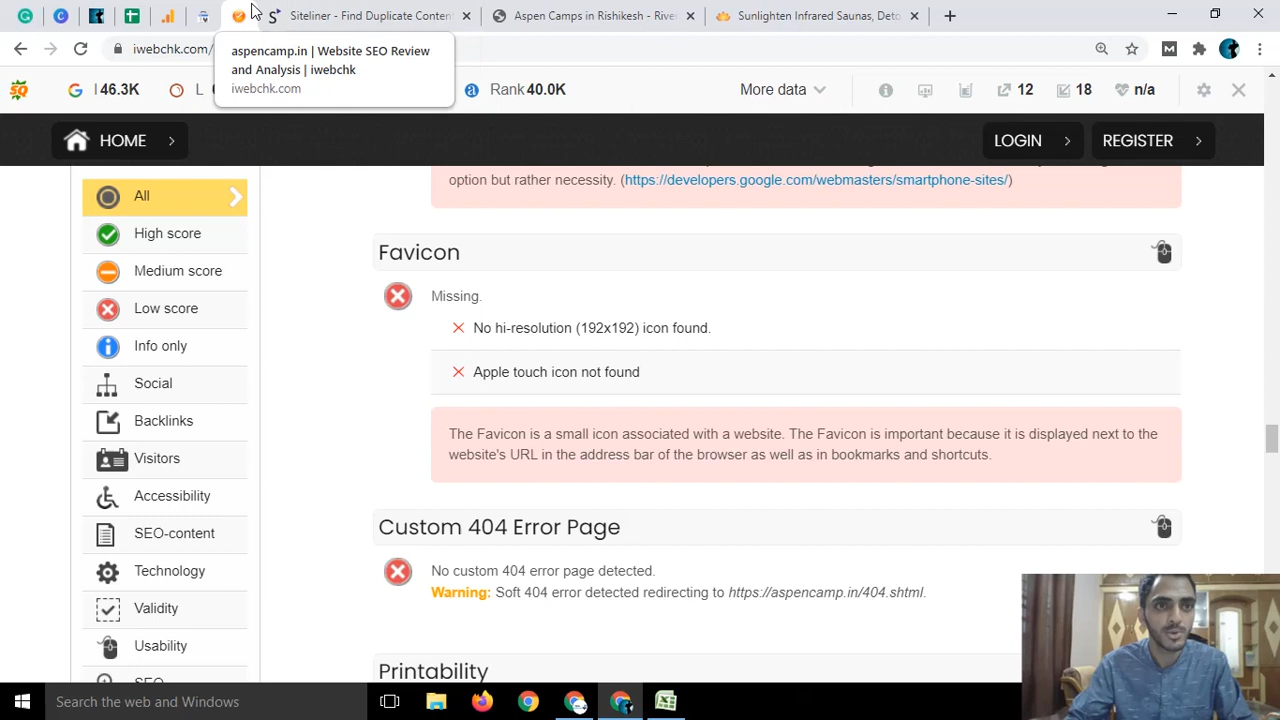 Siteliner - Find Duplicate Content
Aspen Camps in Rishikesh - River
Sunlighten Infrared Saunas, Deto
iwebchk.com/
aspencamp.in | Website SEO Review
and Analysis | iwebchk
iwebchk.com
I 46.3K
L
Rank 40.0K
More data
12
18
n/a
HOME
LOGIN
REGISTER
option but rather necessity. (https://developers.google.com/webmasters/smartphone-sites/)
All
High score
Medium score
Low score
Info only
Social
Backlinks
Visitors
Accessibility
SEO-content
Technology
Validity
Usability
SEO
Favicon
Missing.
No hi-resolution (192x192) icon found.
Apple touch icon not found
The Favicon is a small icon associated with a website. The Favicon is important because it is displayed next to the
website's URL in the address bar of the browser as well as in bookmarks and shortcuts.
Custom 404 Error Page
No custom 404 error page detected.
Warning: Soft 404 error detected redirecting to https://aspencamp.in/404.shtml.
Printability
Search the web and Windows